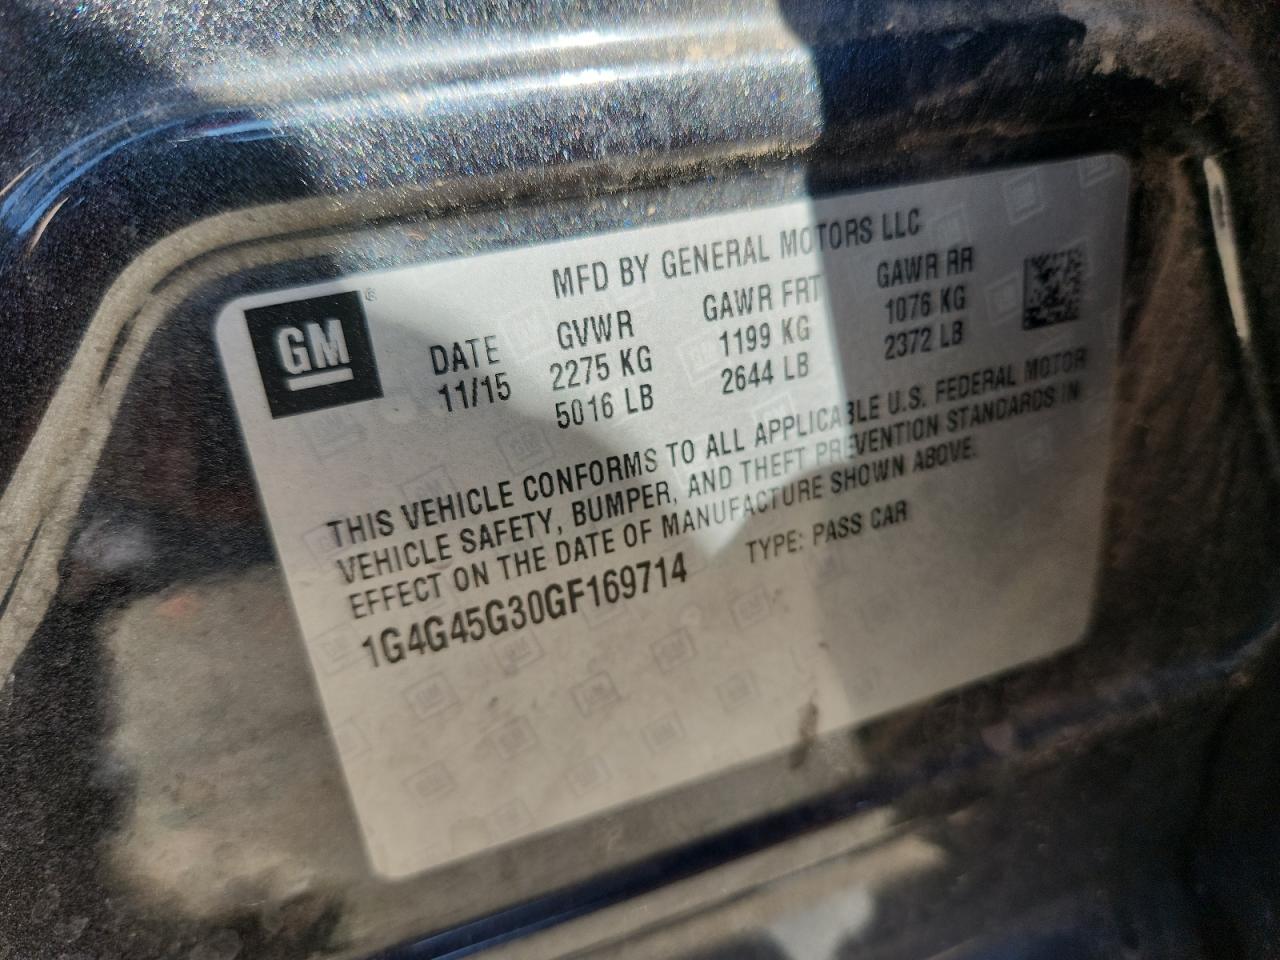 GM
MFD BY GENERAL MOTORS LLC
DATE GVWR GAWR FRT GAWR RR
11/15 2275 KG 1199 KG 1076 KG
5016 LB 2644 LB 2372 LB
THIS VEHICLE CONFORMS TO ALL APPLICABLE U.S. FEDERAL MOTOR
VEHICLE SAFETY, BUMPER, AND THEFT PREVENTION STANDARDS IN
EFFECT ON THE DATE OF MANUFACTURE SHOWN ABOVE.
1G4G45G30GF169714 TYPE: PASS CAR